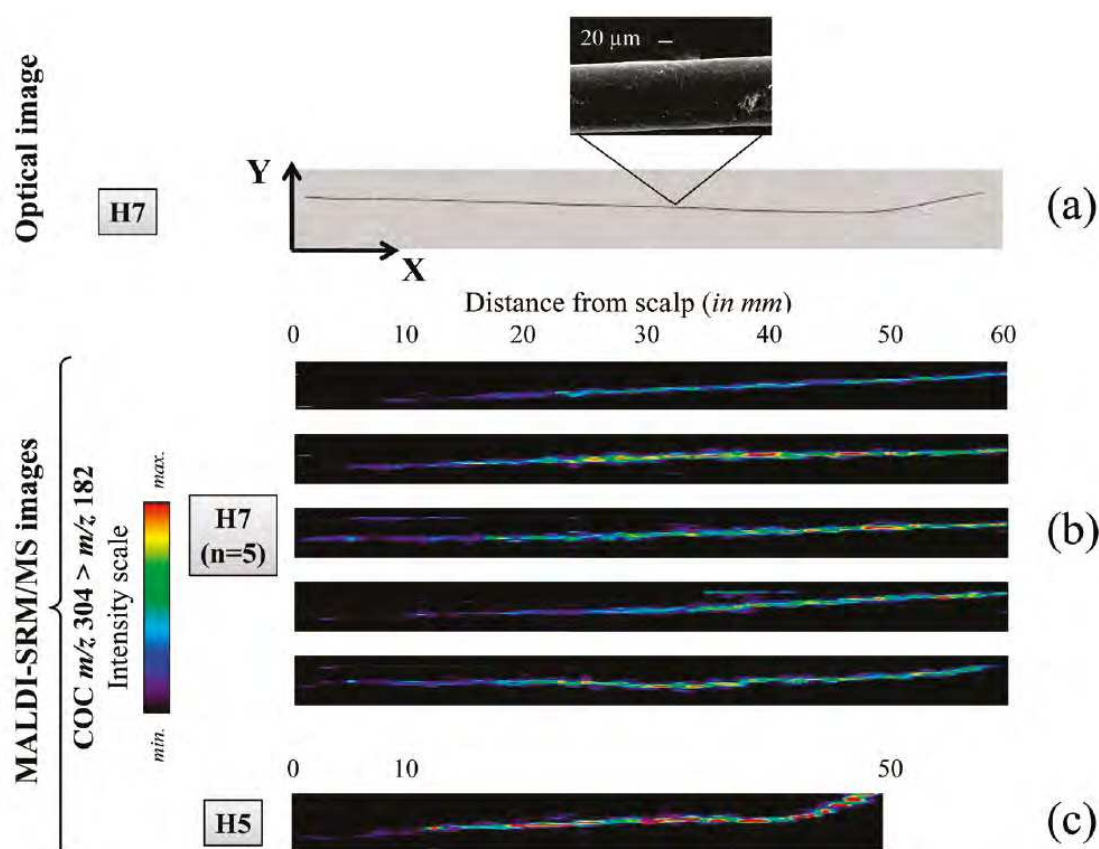 Optical image
20 µm
H7
Y
X
(a)
Distance from scalp (in mm)
0 10 20 30 40 50 60
MALDI-SRM/MS images
COC m/z 304 > m/z 182
Intensity scale
max.
min.
H7
(n=5)
(b)
0 10 50
H5
(c)